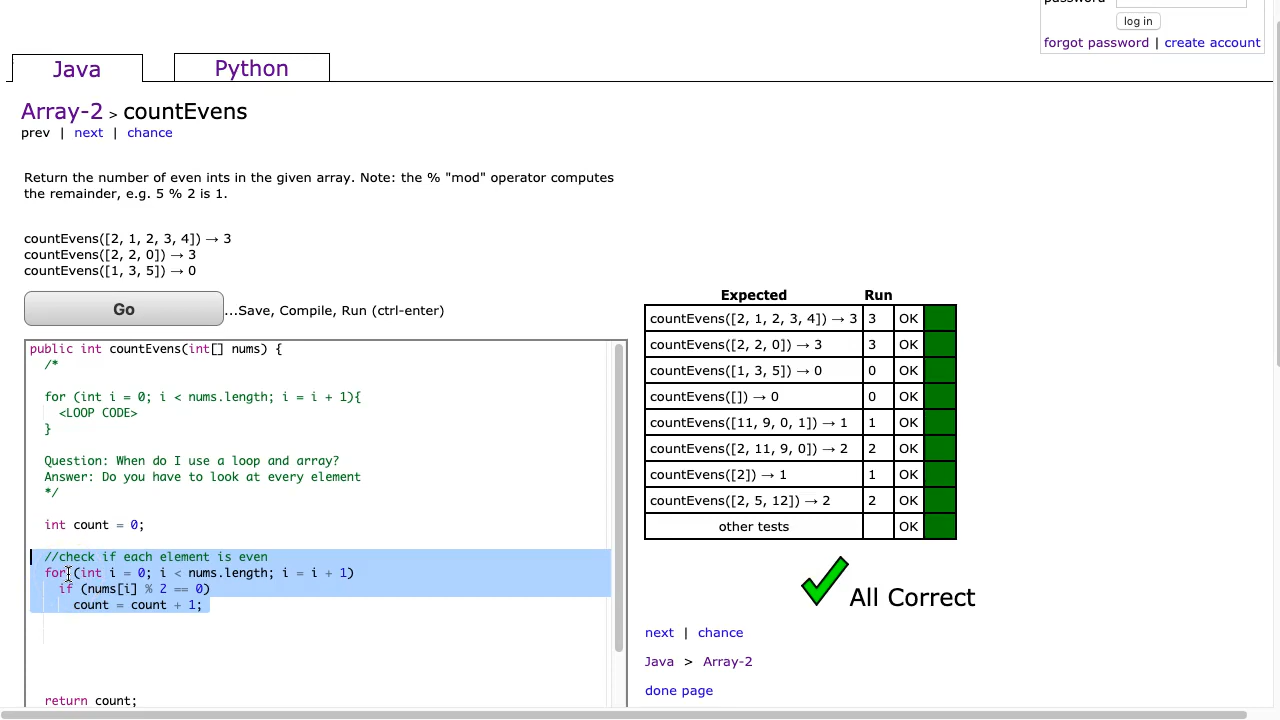 password
log in
forgot password | create account
Java
Python
Array-2 > countEvens
prev | next | chance
Return the number of even ints in the given array. Note: the % "mod" operator computes
the remainder, e.g. 5 % 2 is 1.
countEvens([2, 1, 2, 3, 4]) → 3
countEvens([2, 2, 0]) → 3
countEvens([1, 3, 5]) → 0
Go
...Save, Compile, Run (ctrl-enter)
public int countEvens(int[] nums) {
/*
for (int i = 0; i < nums.length; i = i + 1){
<LOOP CODE>
}
Question: When do I use a loop and array?
Answer: Do you have to look at every element
*/
int count = 0;
//check if each element is even
for (int i = 0; i < nums.length; i = i + 1)
if (nums[i] % 2 == 0)
count = count + 1;
return count;
Expected Run
countEvens([2, 1, 2, 3, 4]) → 3 3 OK
countEvens([2, 2, 0]) → 3 3 OK
countEvens([1, 3, 5]) → 0 0 OK
countEvens([]) → 0 0 OK
countEvens([11, 9, 0, 1]) → 1 1 OK
countEvens([2, 11, 9, 0]) → 2 2 OK
countEvens([2]) → 1 1 OK
countEvens([2, 5, 12]) → 2 2 OK
other tests OK
All Correct
next | chance
Java > Array-2
done page